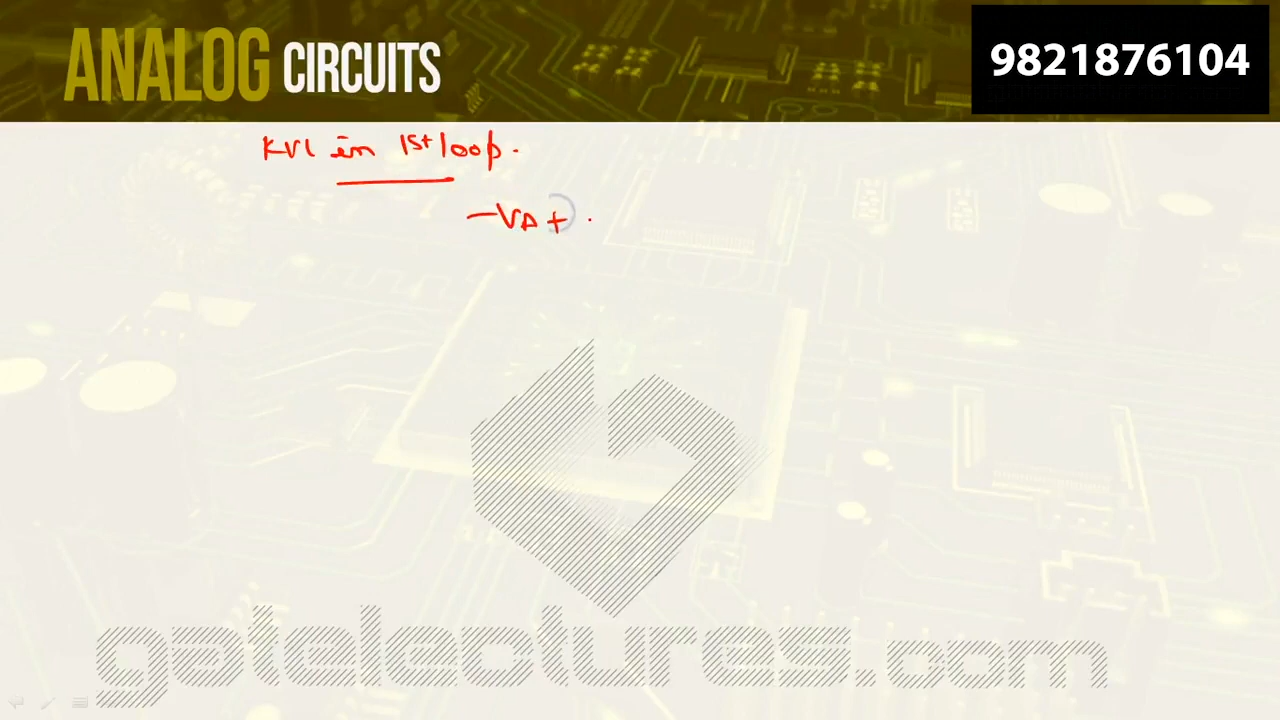 ANALOG CIRCUITS
9821876104
KVL in 1st loop.
-VA + .
gatelectures.com